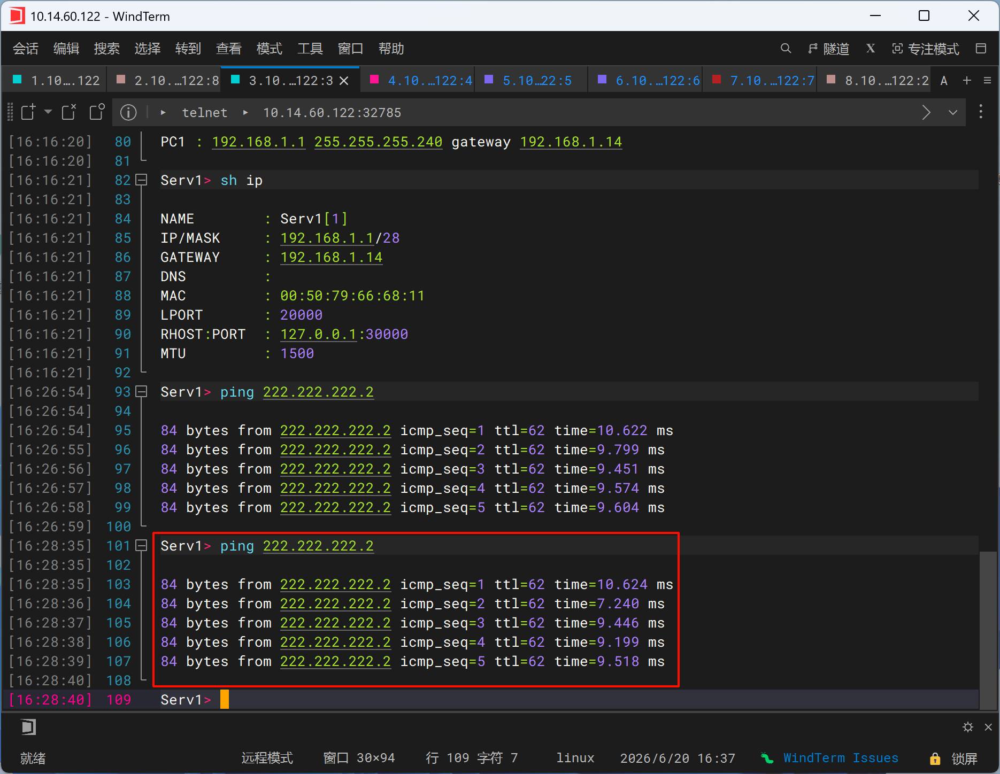 10.14.60.122 - WindTerm
会话 编辑 搜索 选择 转到 查看 模式 工具 窗口 帮助 隧道 X 专注模式
1.10….122 2.10.…122:8 3.10.…122:3 4.10.…122:4 5.10…22:5 6.10.…122:6 7.10.…122:7 8.10.…122:2 A
telnet 10.14.60.122:32785
[16:16:20] 80 PC1 : 192.168.1.1 255.255.255.240 gateway 192.168.1.14
[16:16:20] 81
[16:16:21] 82 Serv1> sh ip
[16:16:21] 83
[16:16:21] 84 NAME : Serv1[1]
[16:16:21] 85 IP/MASK : 192.168.1.1/28
[16:16:21] 86 GATEWAY : 192.168.1.14
[16:16:21] 87 DNS :
[16:16:21] 88 MAC : 00:50:79:66:68:11
[16:16:21] 89 LPORT : 20000
[16:16:21] 90 RHOST:PORT : 127.0.0.1:30000
[16:16:21] 91 MTU : 1500
[16:16:21] 92
[16:26:54] 93 Serv1> ping 222.222.222.2
[16:26:54] 94
[16:26:54] 95 84 bytes from 222.222.222.2 icmp_seq=1 ttl=62 time=10.622 ms
[16:26:55] 96 84 bytes from 222.222.222.2 icmp_seq=2 ttl=62 time=9.799 ms
[16:26:56] 97 84 bytes from 222.222.222.2 icmp_seq=3 ttl=62 time=9.451 ms
[16:26:57] 98 84 bytes from 222.222.222.2 icmp_seq=4 ttl=62 time=9.574 ms
[16:26:58] 99 84 bytes from 222.222.222.2 icmp_seq=5 ttl=62 time=9.604 ms
[16:26:59] 100
[16:28:35] 101 Serv1> ping 222.222.222.2
[16:28:35] 102
[16:28:35] 103 84 bytes from 222.222.222.2 icmp_seq=1 ttl=62 time=10.624 ms
[16:28:36] 104 84 bytes from 222.222.222.2 icmp_seq=2 ttl=62 time=7.240 ms
[16:28:37] 105 84 bytes from 222.222.222.2 icmp_seq=3 ttl=62 time=9.446 ms
[16:28:38] 106 84 bytes from 222.222.222.2 icmp_seq=4 ttl=62 time=9.199 ms
[16:28:39] 107 84 bytes from 222.222.222.2 icmp_seq=5 ttl=62 time=9.518 ms
[16:28:40] 108
[16:28:40] 109 Serv1>
就绪 远程模式 窗口 30×94 行 109 字符 7 linux 2026/6/20 16:37 WindTerm Issues 锁屏